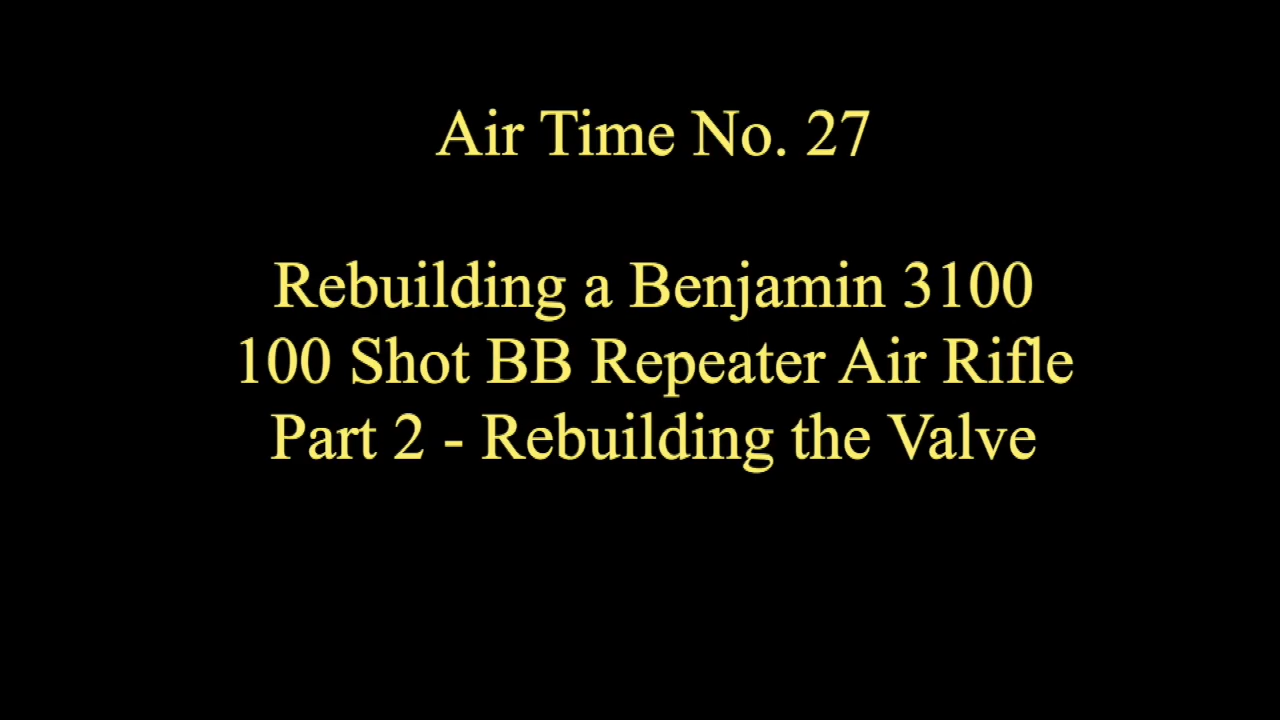 Air Time No. 27
Rebuilding a Benjamin 3100
100 Shot BB Repeater Air Rifle
Part 2 - Rebuilding the Valve